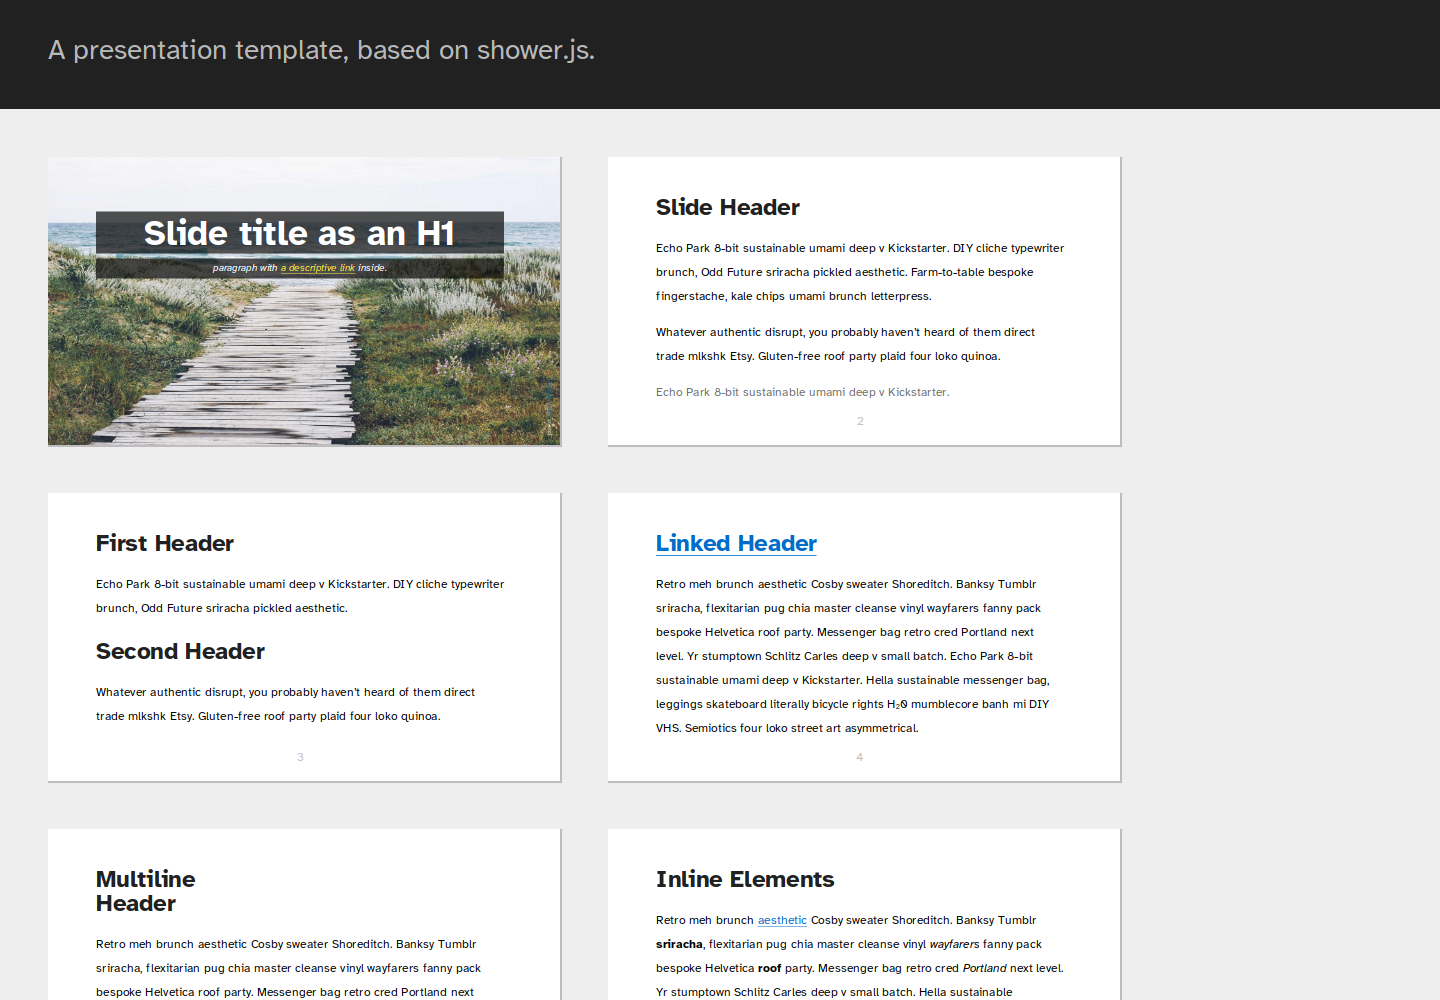 A presentation template, based on shower.js.
Slide title as an H1
paragraph with a descriptive link inside.
Slide Header
Echo Park 8-bit sustainable umami deep v Kickstarter. DIY cliche typewriter
brunch, Odd Future sriracha pickled aesthetic. Farm-to-table bespoke
fingerstache, kale chips umami brunch letterpress.
Whatever authentic disrupt, you probably haven't heard of them direct
trade mlkshk Etsy. Gluten-free roof party plaid four loko quinoa.
Echo Park 8-bit sustainable umami deep v Kickstarter.
2
First Header
Echo Park 8-bit sustainable umami deep v Kickstarter. DIY cliche typewriter
brunch, Odd Future sriracha pickled aesthetic.
Second Header
Whatever authentic disrupt, you probably haven't heard of them direct
trade mlkshk Etsy. Gluten-free roof party plaid four loko quinoa.
3
Linked Header
Retro meh brunch aesthetic Cosby sweater Shoreditch. Banksy Tumblr
sriracha, flexitarian pug chia master cleanse vinyl wayfarers fanny pack
bespoke Helvetica roof party. Messenger bag retro cred Portland next
level. Yr stumptown Schlitz Carles deep v small batch. Echo Park 8-bit
sustainable umami deep v Kickstarter. Hella sustainable messenger bag,
leggings skateboard literally bicycle rights H₂0 mumblecore banh mi DIY
VHS. Semiotics four loko street art asymmetrical.
4
Multiline
Header
Retro meh brunch aesthetic Cosby sweater Shoreditch. Banksy Tumblr
sriracha, flexitarian pug chia master cleanse vinyl wayfarers fanny pack
bespoke Helvetica roof party. Messenger bag retro cred Portland next
Inline Elements
Retro meh brunch aesthetic Cosby sweater Shoreditch. Banksy Tumblr
sriracha, flexitarian pug chia master cleanse vinyl wayfarers fanny pack
bespoke Helvetica roof party. Messenger bag retro cred Portland next level.
Yr stumptown Schlitz Carles deep v small batch. Hella sustainable